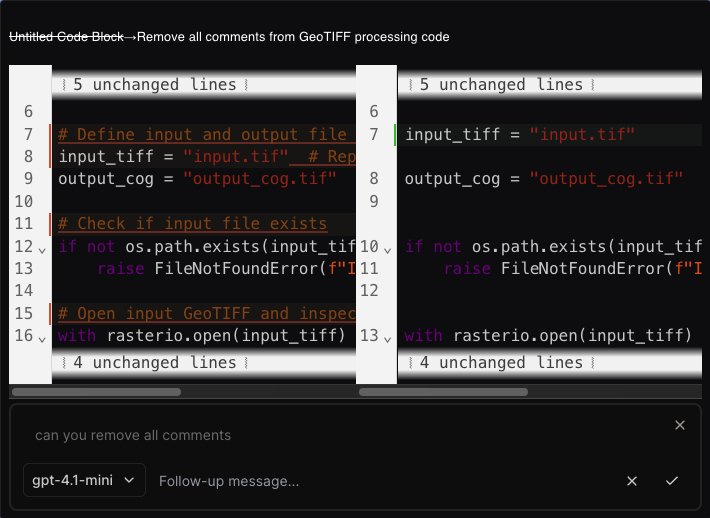 Untitled Code Block→Remove all comments from GeoTIFF processing code
5 unchanged lines
6
7 # Define input and output file
8 input_tiff = "input.tif"  # Rep
9 output_cog = "output_cog.tif"
10
11 # Check if input file exists
12 if not os.path.exists(input_tif
13     raise FileNotFoundError(f"I
14
15 # Open input GeoTIFF and inspec
16 with rasterio.open(input_tiff)
4 unchanged lines
5 unchanged lines
6
7 input_tiff = "input.tif"
8 output_cog = "output_cog.tif"
9
10 if not os.path.exists(input_tif
11     raise FileNotFoundError(f"I
12
13 with rasterio.open(input_tiff)
4 unchanged lines
can you remove all comments
gpt-4.1-mini
Follow-up message...